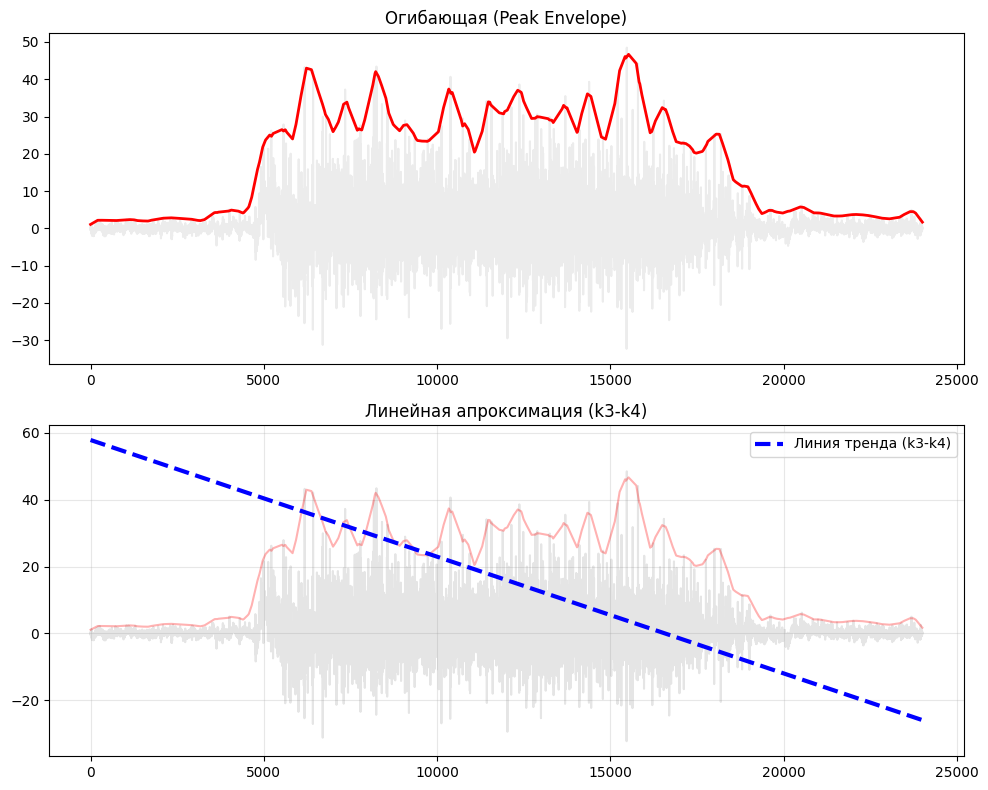 Огибающая (Peak Envelope)
50
40
30
20
10
0
−10
−20
−30
0 5000 10000 15000 20000 25000
Линейная апроксимация (k3-k4)
60
Линия тренда (k3-k4)
40
20
0
−20
0 5000 10000 15000 20000 25000